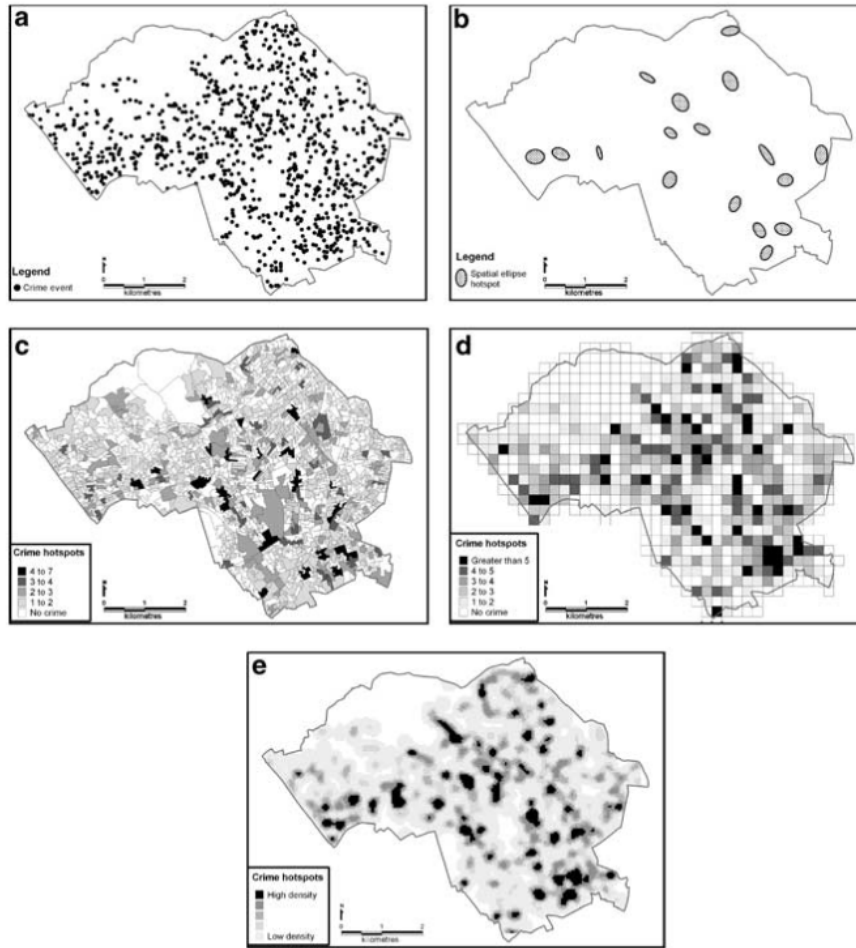 a
Legend
Crime event
0 1 2
kilometres
b
Legend
Spatial ellipse
hotspot
0 1 2
kilometres
c
Crime hotspots
4 to 7
3 to 4
2 to 3
1 to 2
No crime
0 1 2
kilometres
d
Crime hotspots
Greater than 5
4 to 5
3 to 4
2 to 3
1 to 2
No crime
0 1 2
kilometres
e
Crime hotspots
High density
Low density
0 1 2
kilometres